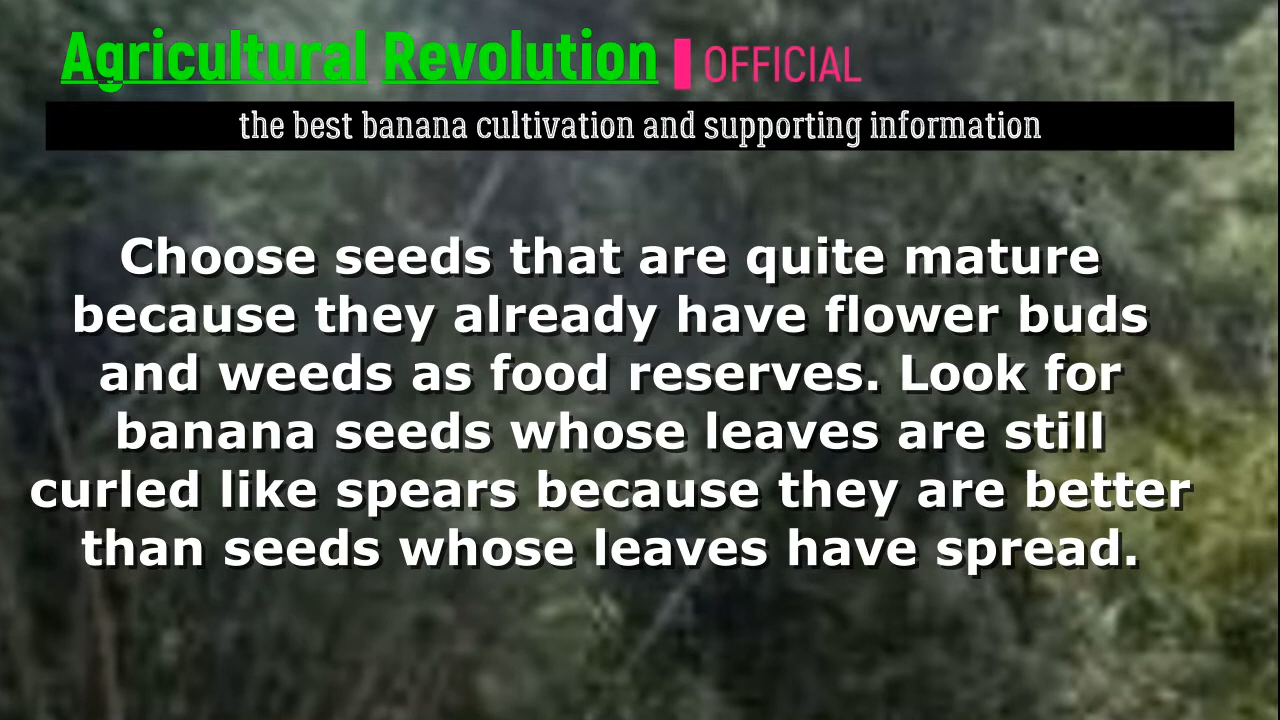 Agricultural Revolution OFFICIAL
the best banana cultivation and supporting information
Choose seeds that are quite mature
because they already have flower buds
and weeds as food reserves. Look for
banana seeds whose leaves are still
curled like spears because they are better
than seeds whose leaves have spread.